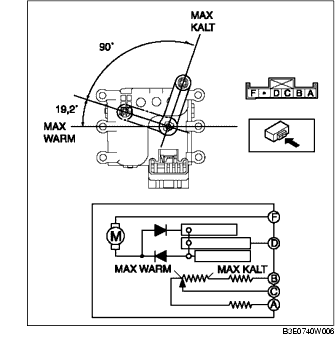 MAX
KALT
90°
19,2°
MAX
WARM
F * D C B A
F
M
D
MAX WARM
MAX KALT
B
C
A
B3E0740W006